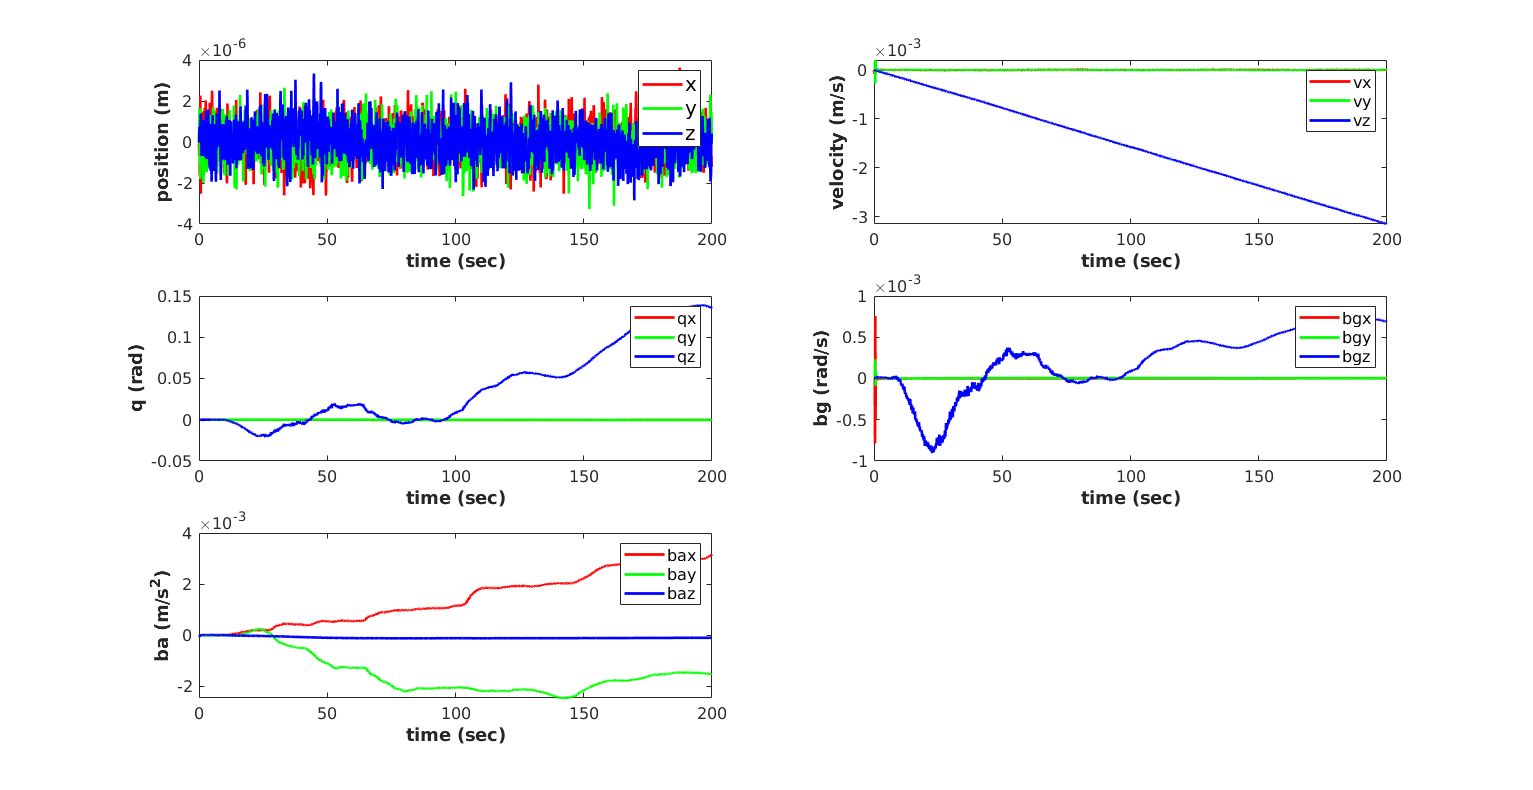 ×10-6
4
2
0
-2
-4
position (m)
x
y
z
0 50 100 150 200
time (sec)
×10-3
0
-1
-2
-3
velocity (m/s)
vx
vy
vz
0 50 100 150 200
time (sec)
0.15
0.1
0.05
0
-0.05
q (rad)
qx
qy
qz
0 50 100 150 200
time (sec)
×10-3
1
0.5
0
-0.5
-1
bg (rad/s)
bgx
bgy
bgz
0 50 100 150 200
time (sec)
×10-3
4
2
0
-2
ba (m/s2)
bax
bay
baz
0 50 100 150 200
time (sec)